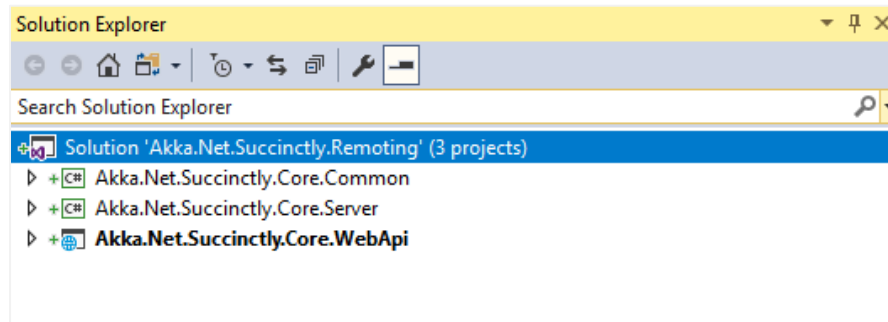 Solution Explorer
Search Solution Explorer
Solution 'Akka.Net.Succinctly.Remoting' (3 projects)
C# Akka.Net.Succinctly.Core.Common
C# Akka.Net.Succinctly.Core.Server
Akka.Net.Succinctly.Core.WebApi